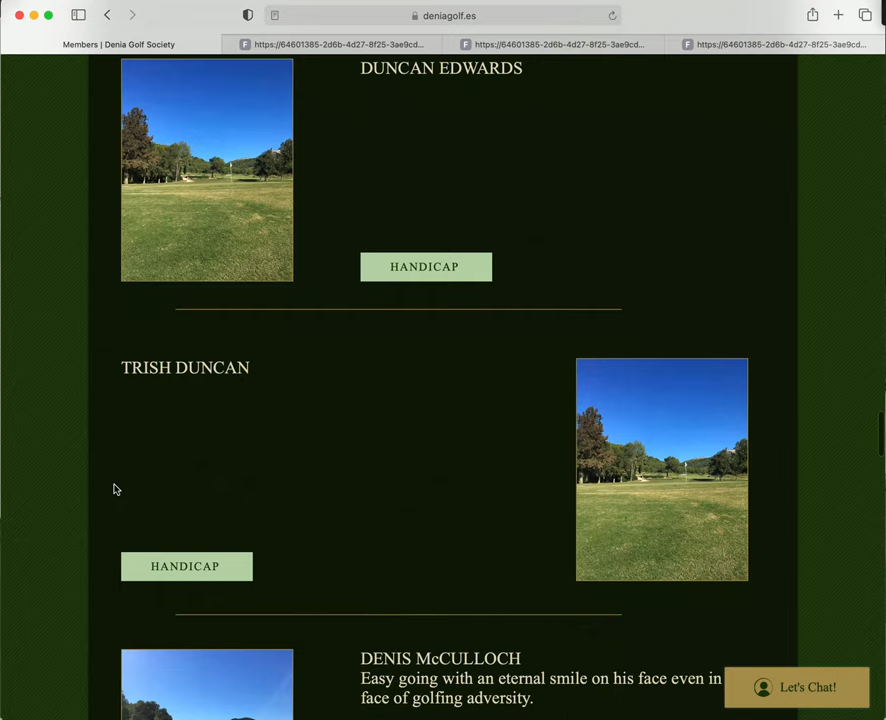 deniagolf.es
Members | Denia Golf Society
F https://64601385-2d6b-4d27-8f25-3ae9cd...
F https://64601385-2d6b-4d27-8f25-3ae9cd...
F https://64601385-2d6b-4d27-8f25-3ae9cd...
DUNCAN EDWARDS
HANDICAP
TRISH DUNCAN
HANDICAP
DENIS McCULLOCH
Easy going with an eternal smile on his face even in
face of golfing adversity.
Let's Chat!